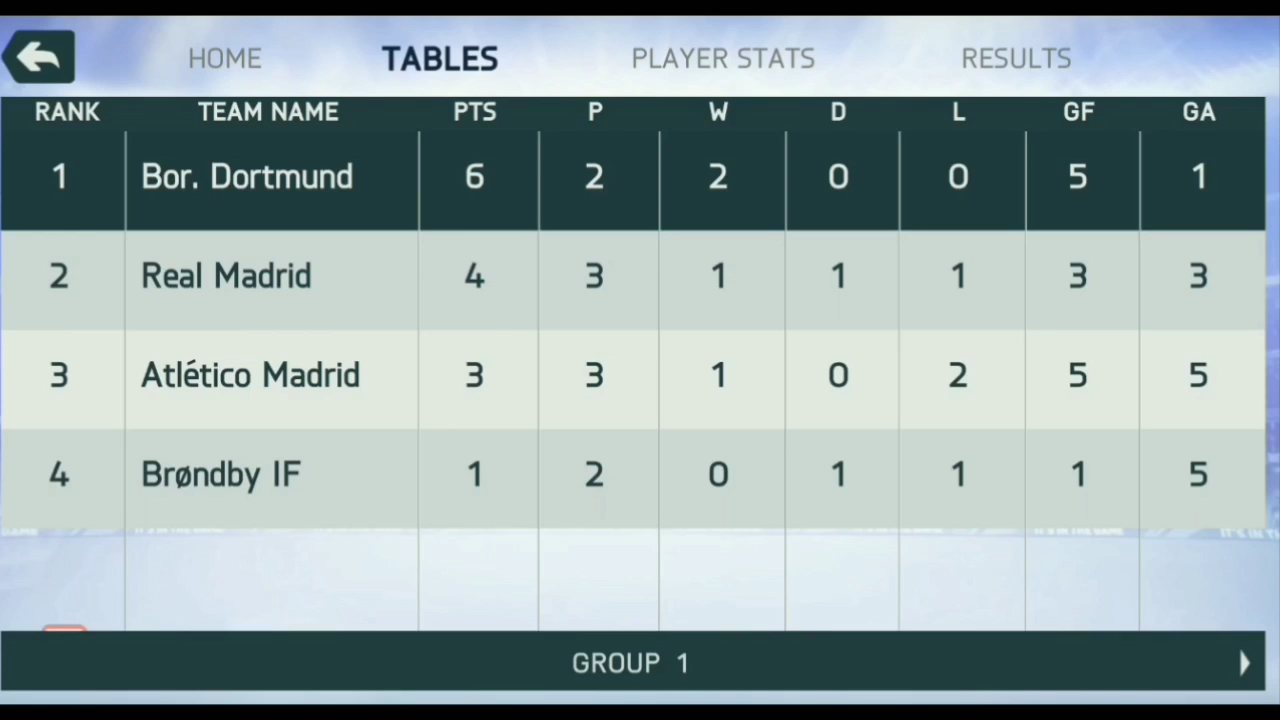 HOME TABLES PLAYER STATS RESULTS
RANK TEAM NAME PTS P W D L GF GA
1 Bor. Dortmund 6 2 2 0 0 5 1
2 Real Madrid 4 3 1 1 1 3 3
3 Atlético Madrid 3 3 1 0 2 5 5
4 Brøndby IF 1 2 0 1 1 1 5
GROUP 1